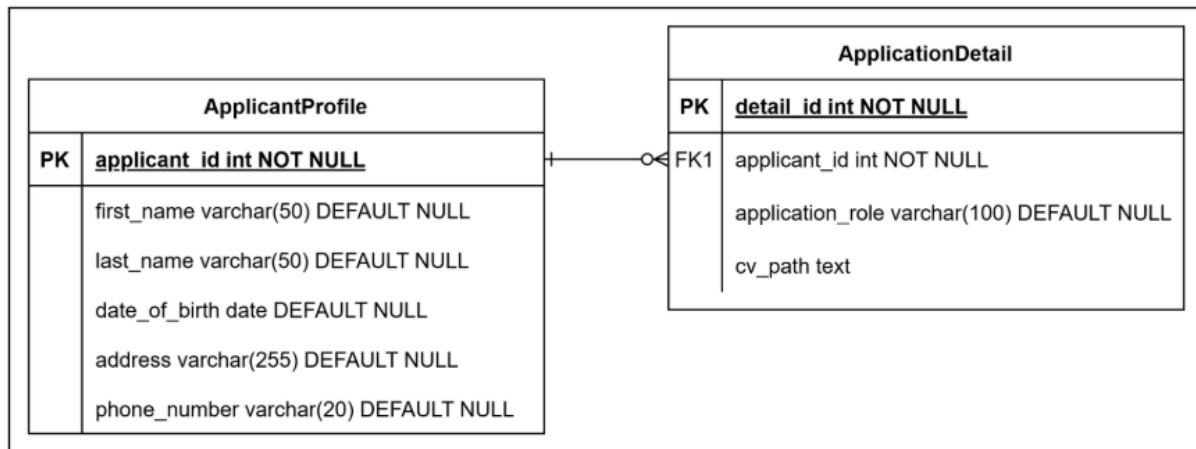 ApplicantProfile
PK applicant_id int NOT NULL
first_name varchar(50) DEFAULT NULL
last_name varchar(50) DEFAULT NULL
date_of_birth date DEFAULT NULL
address varchar(255) DEFAULT NULL
phone_number varchar(20) DEFAULT NULL
ApplicationDetail
PK detail_id int NOT NULL
FK1 applicant_id int NOT NULL
application_role varchar(100) DEFAULT NULL
cv_path text